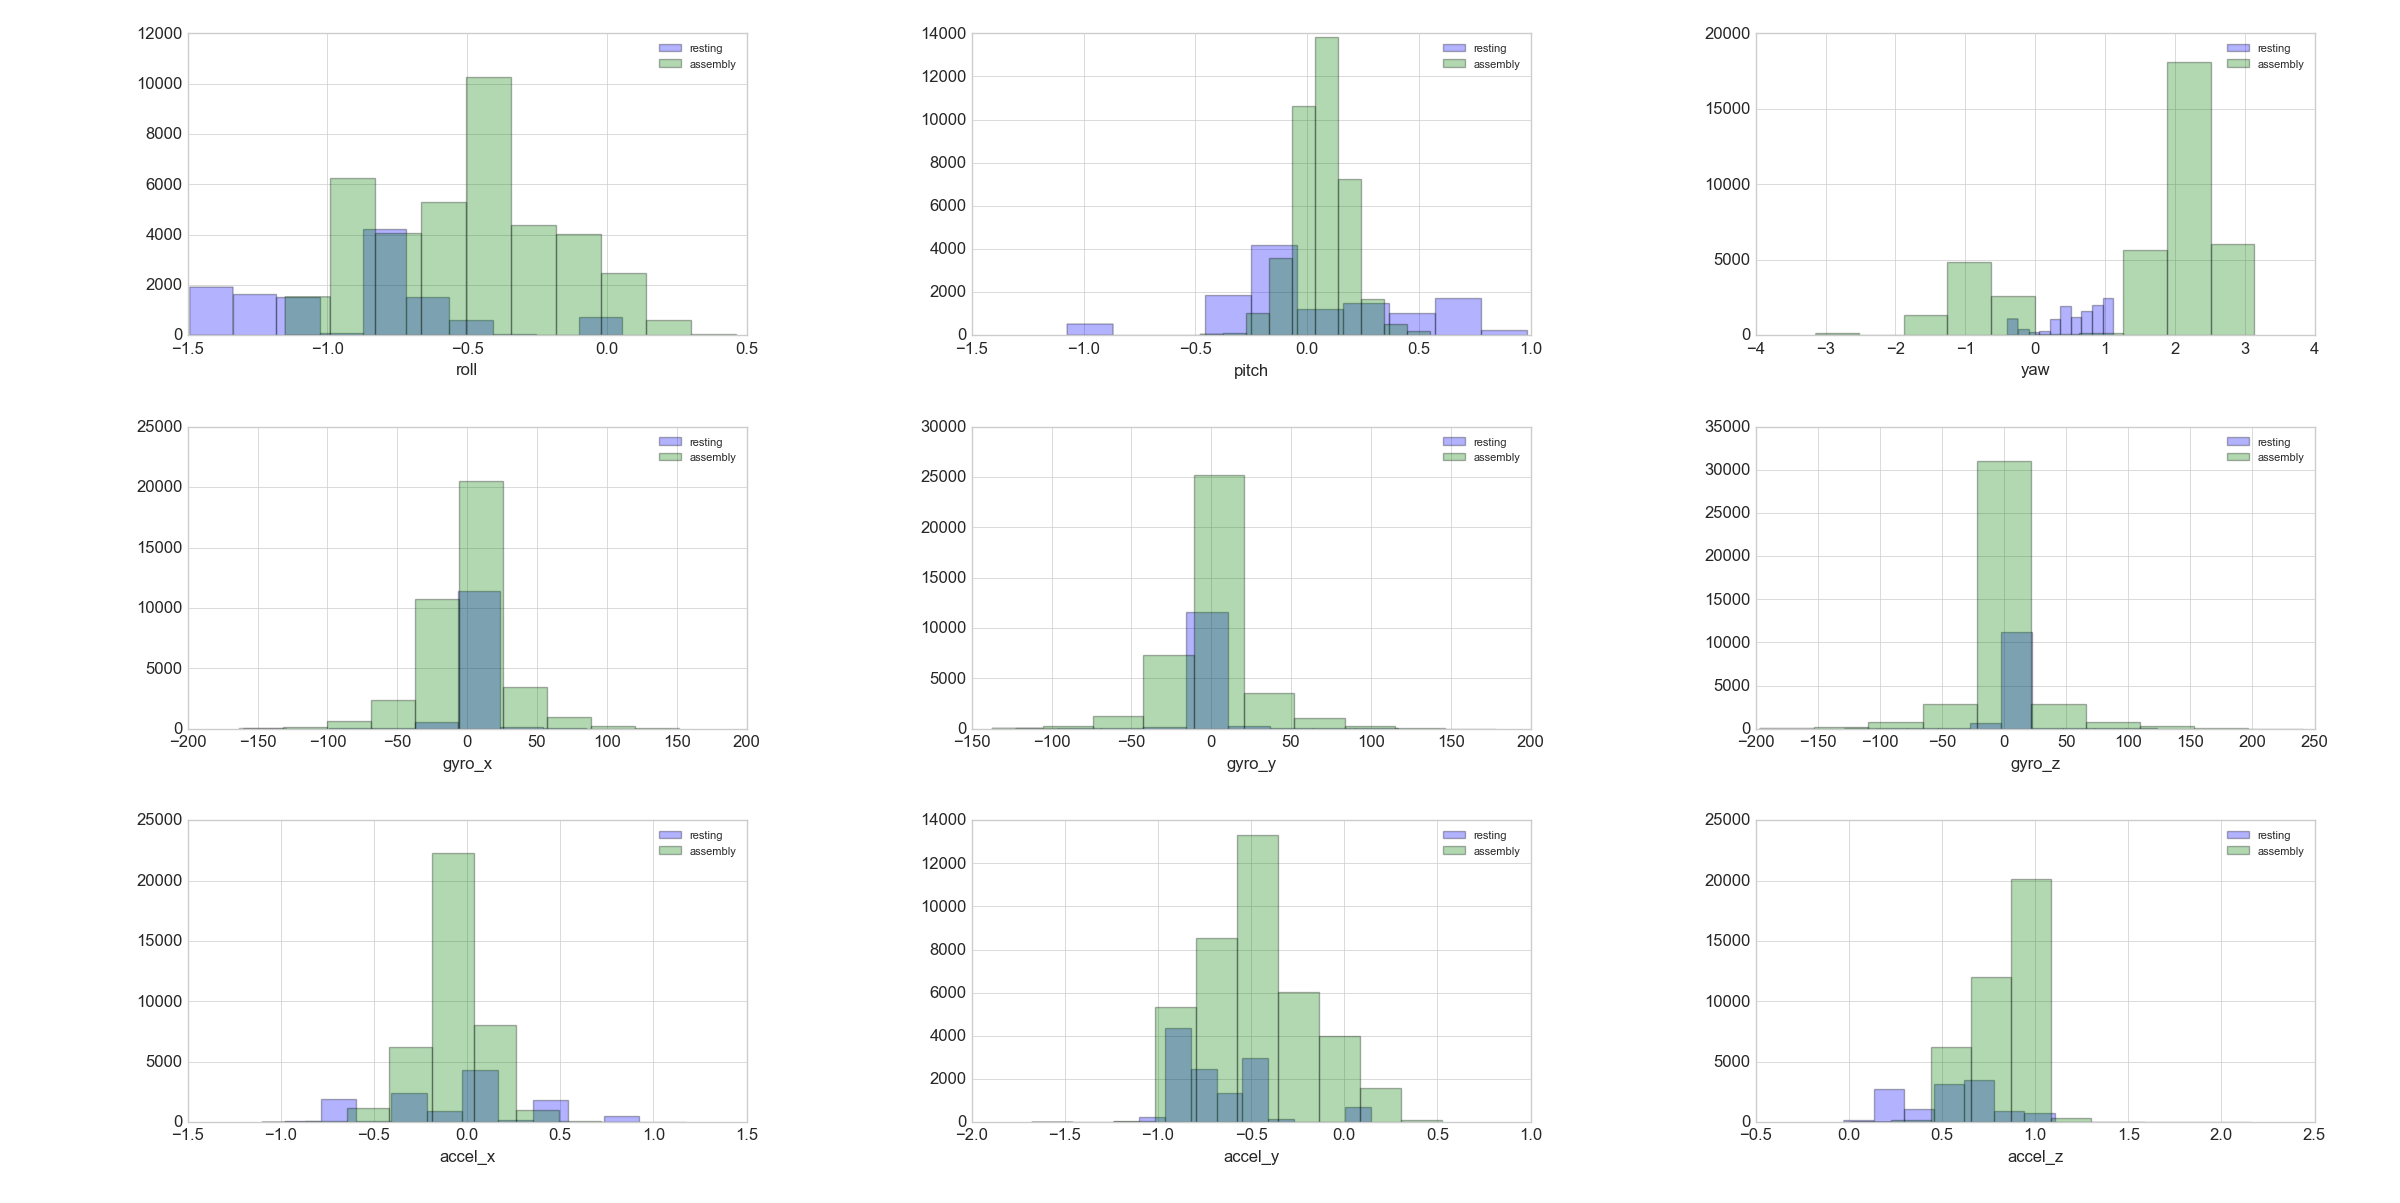 12000
10000
8000
6000
4000
2000
0
−1.5 −1.0 −0.5 0.0 0.5
roll
resting
assembly
14000
12000
10000
8000
6000
4000
2000
0
−1.5 −1.0 −0.5 0.0 0.5 1.0
pitch
resting
assembly
20000
15000
10000
5000
0
−4 −3 −2 −1 0 1 2 3 4
yaw
resting
assembly
25000
20000
15000
10000
5000
0
−200 −150 −100 −50 0 50 100 150 200
gyro_x
resting
assembly
30000
25000
20000
15000
10000
5000
0
−150 −100 −50 0 50 100 150 200
gyro_y
resting
assembly
35000
30000
25000
20000
15000
10000
5000
0
−200 −150 −100 −50 0 50 100 150 200 250
gyro_z
resting
assembly
25000
20000
15000
10000
5000
0
−1.5 −1.0 −0.5 0.0 0.5 1.0 1.5
accel_x
resting
assembly
14000
12000
10000
8000
6000
4000
2000
0
−2.0 −1.5 −1.0 −0.5 0.0 0.5 1.0
accel_y
resting
assembly
25000
20000
15000
10000
5000
0
−0.5 0.0 0.5 1.0 1.5 2.0 2.5
accel_z
resting
assembly